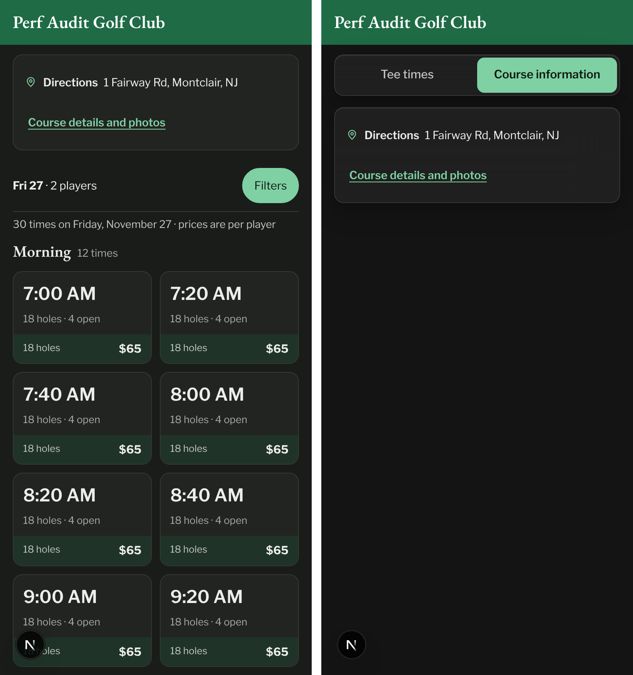 Perf Audit Golf Club
Directions 1 Fairway Rd, Montclair, NJ
Course details and photos
Fri 27 · 2 players
Filters
30 times on Friday, November 27 · prices are per player
Morning 12 times
7:00 AM
18 holes · 4 open
18 holes $65
7:20 AM
18 holes · 4 open
18 holes $65
7:40 AM
18 holes · 4 open
18 holes $65
8:00 AM
18 holes · 4 open
18 holes $65
8:20 AM
18 holes · 4 open
18 holes $65
8:40 AM
18 holes · 4 open
18 holes $65
9:00 AM
18 holes · 4 open
$65
9:20 AM
18 holes · 4 open
18 holes $65
N
Perf Audit Golf Club
Tee times
Course information
Directions 1 Fairway Rd, Montclair, NJ
Course details and photos
N